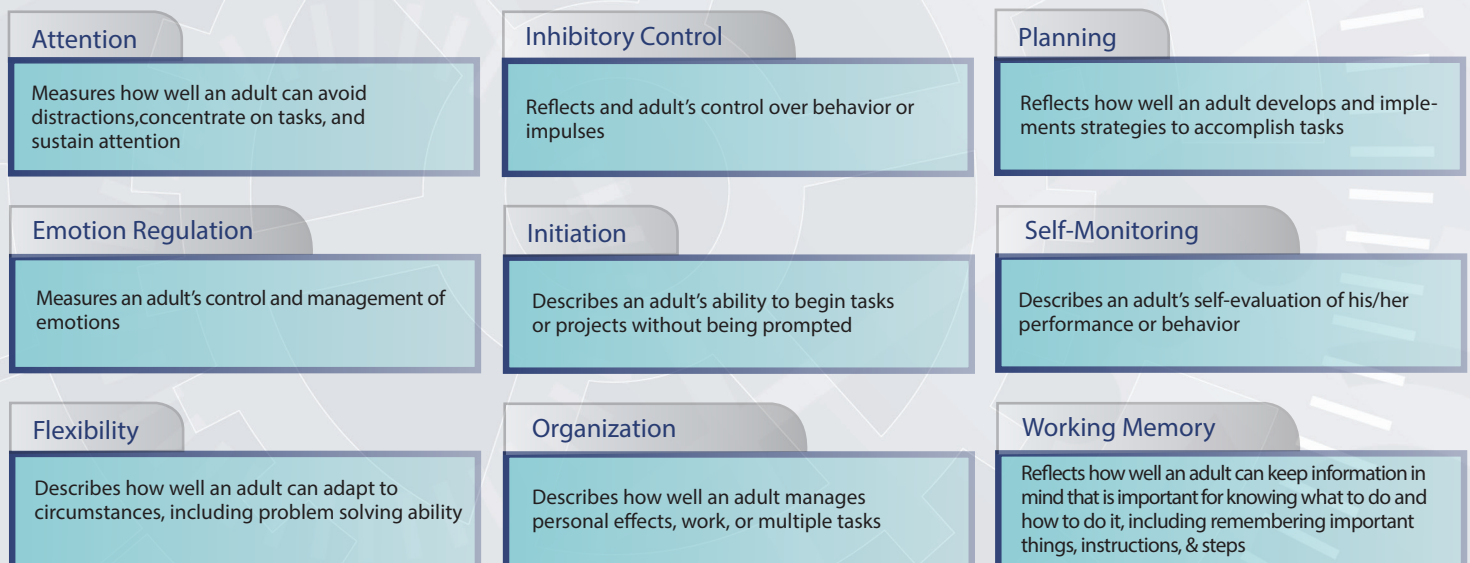 Attention
Measures how well an adult can avoid
distractions,concentrate on tasks, and
sustain attention
Inhibitory Control
Reflects and adult's control over behavior or
impulses
Planning
Reflects how well an adult develops and imple-
ments strategies to accomplish tasks
Emotion Regulation
Measures an adult's control and management of
emotions
Initiation
Describes an adult's ability to begin tasks
or projects without being prompted
Self-Monitoring
Describes an adult's self-evaluation of his/her
performance or behavior
Flexibility
Describes how well an adult can adapt to
circumstances, including problem solving ability
Organization
Describes how well an adult manages
personal effects, work, or multiple tasks
Working Memory
Reflects how well an adult can keep information in
mind that is important for knowing what to do and
how to do it, including remembering important
things, instructions, & steps